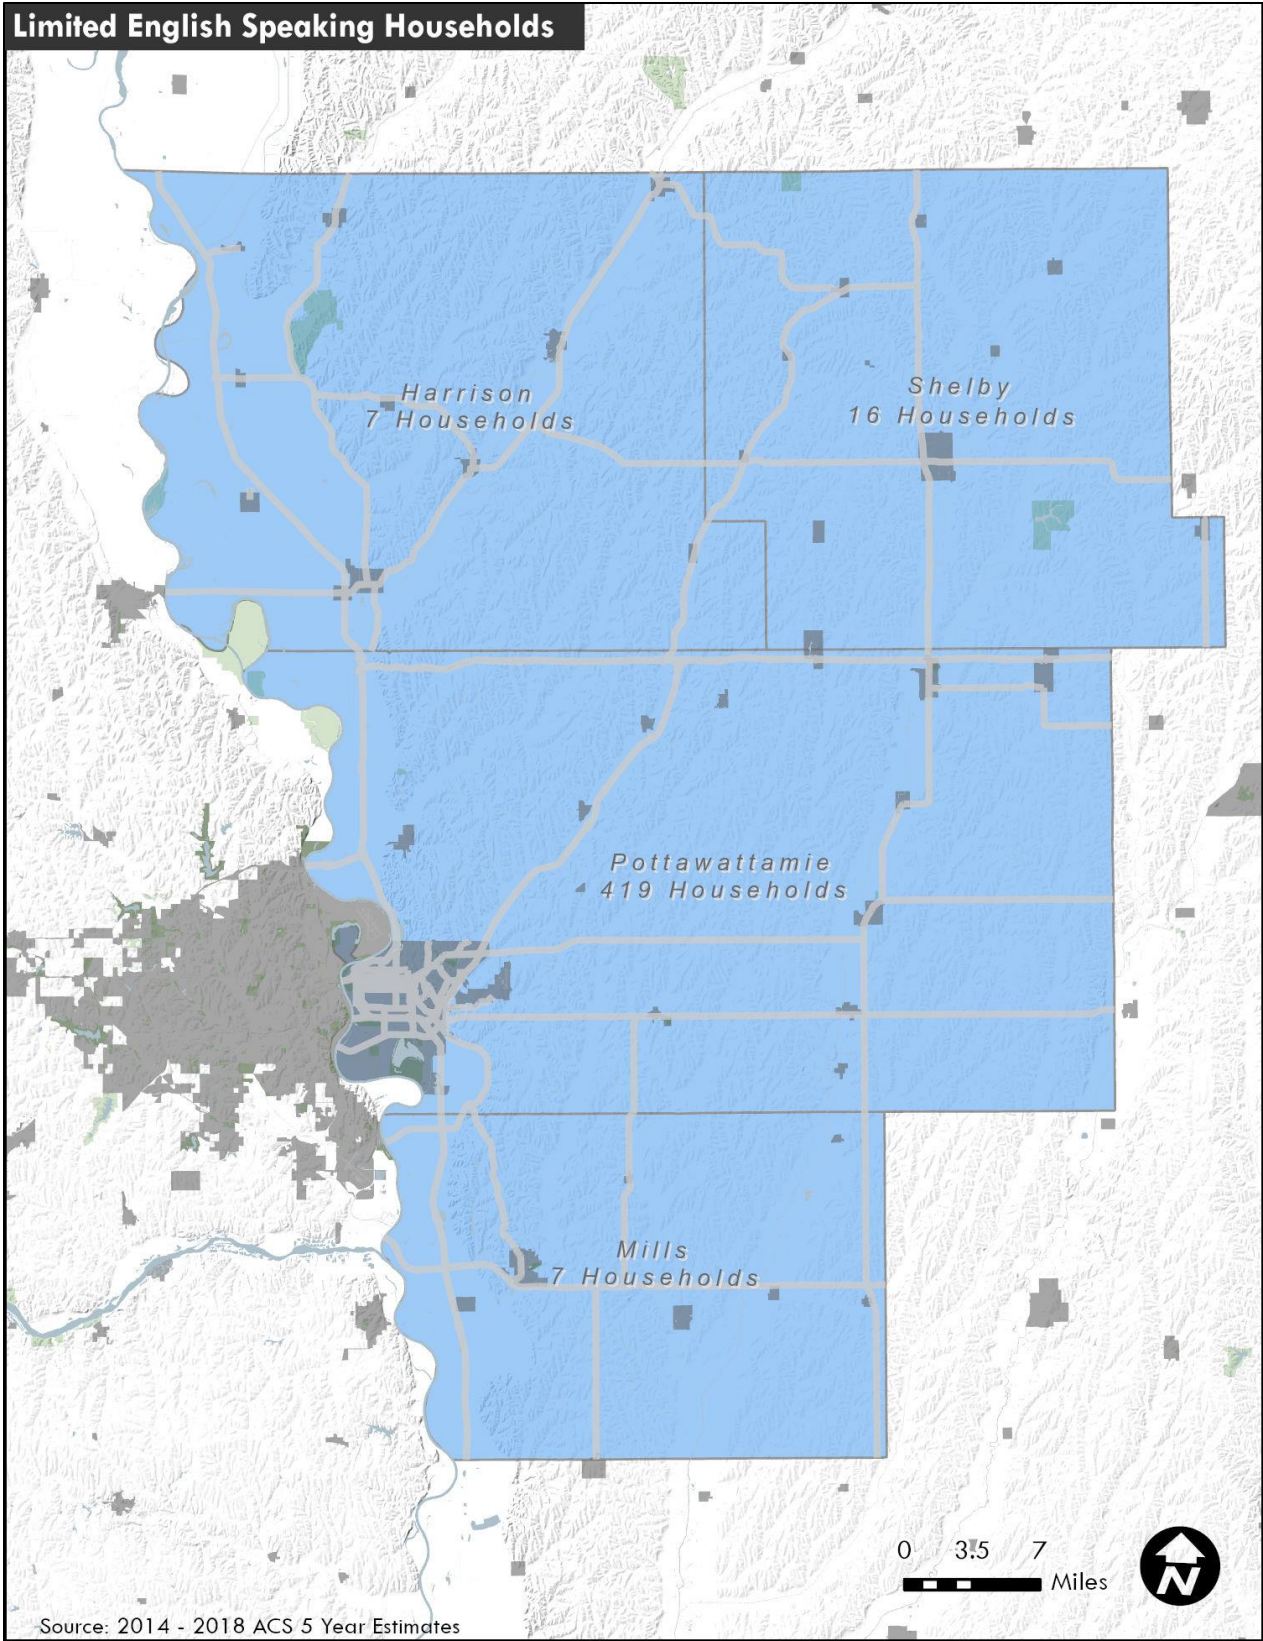 Limited English Speaking Households
Harrison
7 Households
Shelby
16 Households
Pottawattamie
419 Households
Mills
7 Households
0 3.5 7
Miles
N
Source: 2014 - 2018 ACS 5 Year Estimates